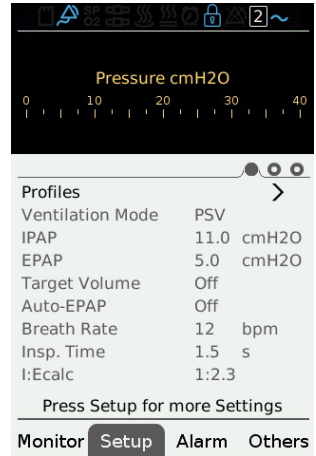 SP
O2
2
Pressure cmH2O
0 10 20 30 40
Profiles
Ventilation Mode PSV
IPAP 11.0 cmH2O
EPAP 5.0 cmH2O
Target Volume Off
Auto-EPAP Off
Breath Rate 12 bpm
Insp. Time 1.5 s
I:Ecalc 1:2.3
Press Setup for more Settings
Monitor Setup Alarm Others